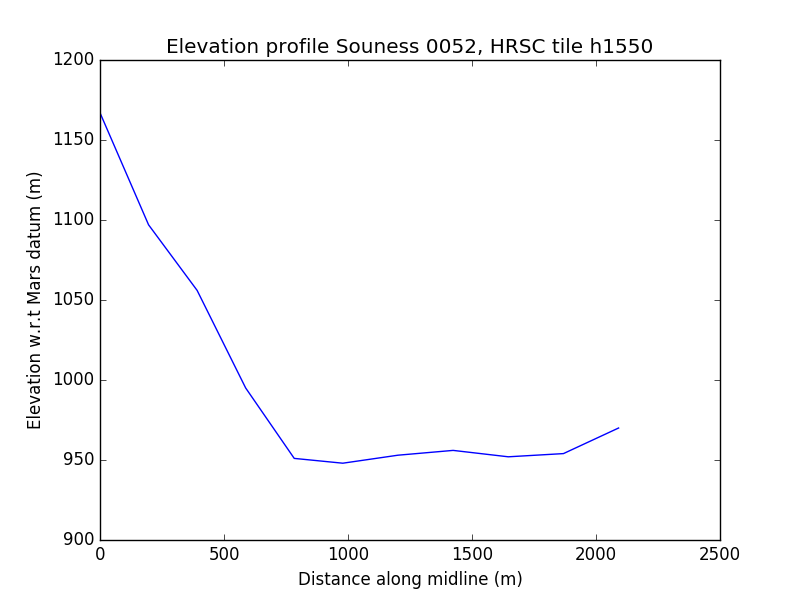 Elevation profile Souness 0052, HRSC tile h1550
1200
1150
1100
1050
1000
950
900
Elevation w.r.t Mars datum (m)
0 500 1000 1500 2000 2500
Distance along midline (m)